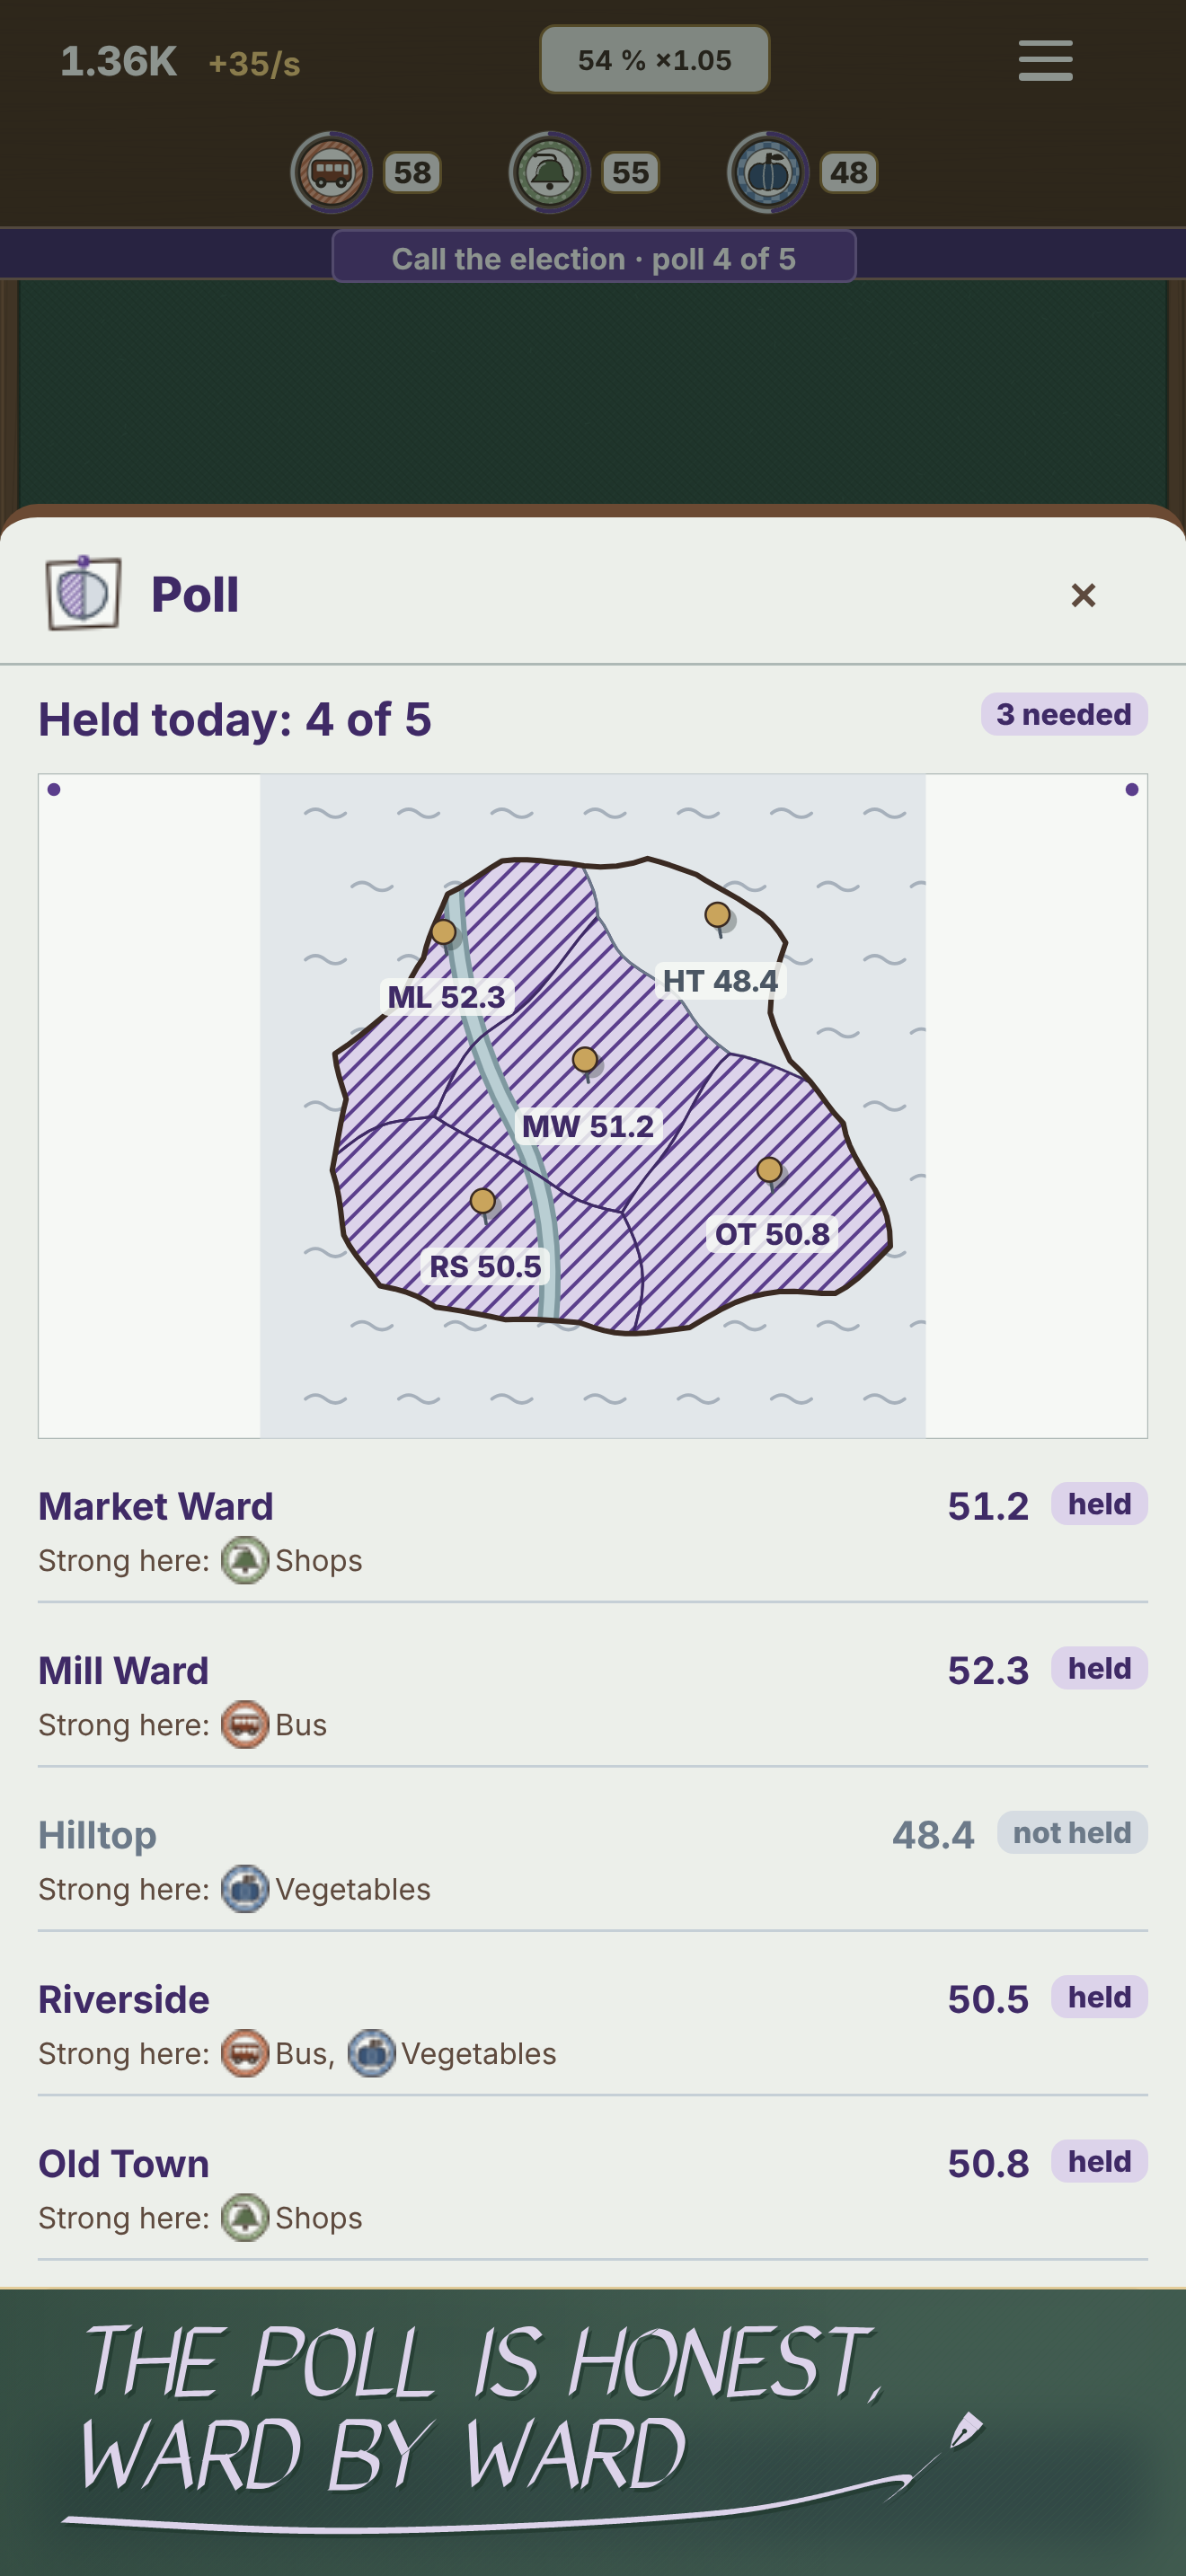 1.36K +35/s 54 % ×1.05
58 55 48
Call the election · poll 4 of 5
Poll ×
Held today: 4 of 5 3 needed
HT 48.4
ML 52.3
MW 51.2
OT 50.8
RS 50.5
Market Ward 51.2 held
Strong here: Shops
Mill Ward 52.3 held
Strong here: Bus
Hilltop 48.4 not held
Strong here: Vegetables
Riverside 50.5 held
Strong here: Bus, Vegetables
Old Town 50.8 held
Strong here: Shops
THE POLL IS HONEST,
WARD BY WARD